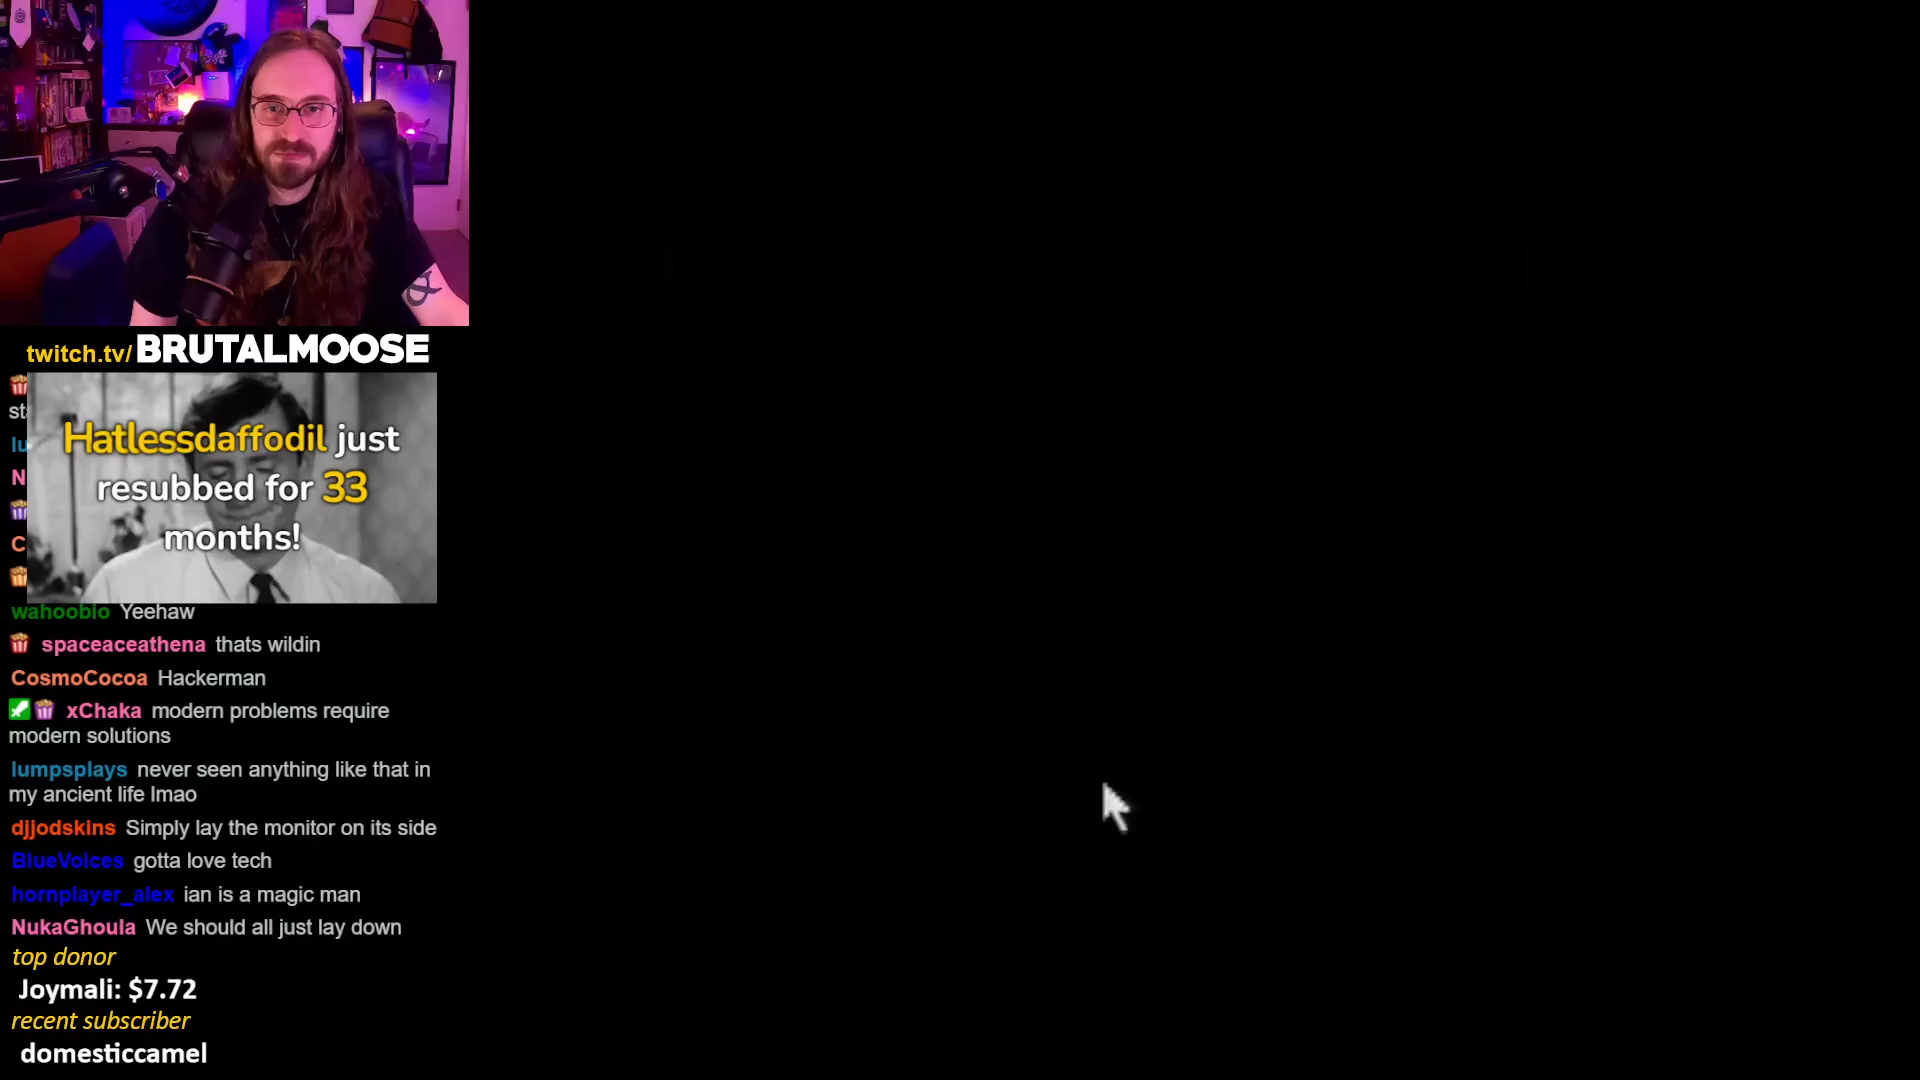 twitch.tv/BRUTALMOOSE
st
lu
Hatlessdaffodil just
N
resubbed for 33
C
months!
wahoobio Yeehaw
spaceaceathena thats wildin
CosmoCocoa Hackerman
xChaka modern problems require
modern solutions
lumpsplays never seen anything like that in
my ancient life lmao
djjodskins Simply lay the monitor on its side
BlueVoices gotta love tech
hornplayer_alex ian is a magic man
NukaGhoula We should all just lay down
top donor
Joymali: $7.72
recent subscriber
domesticcamel